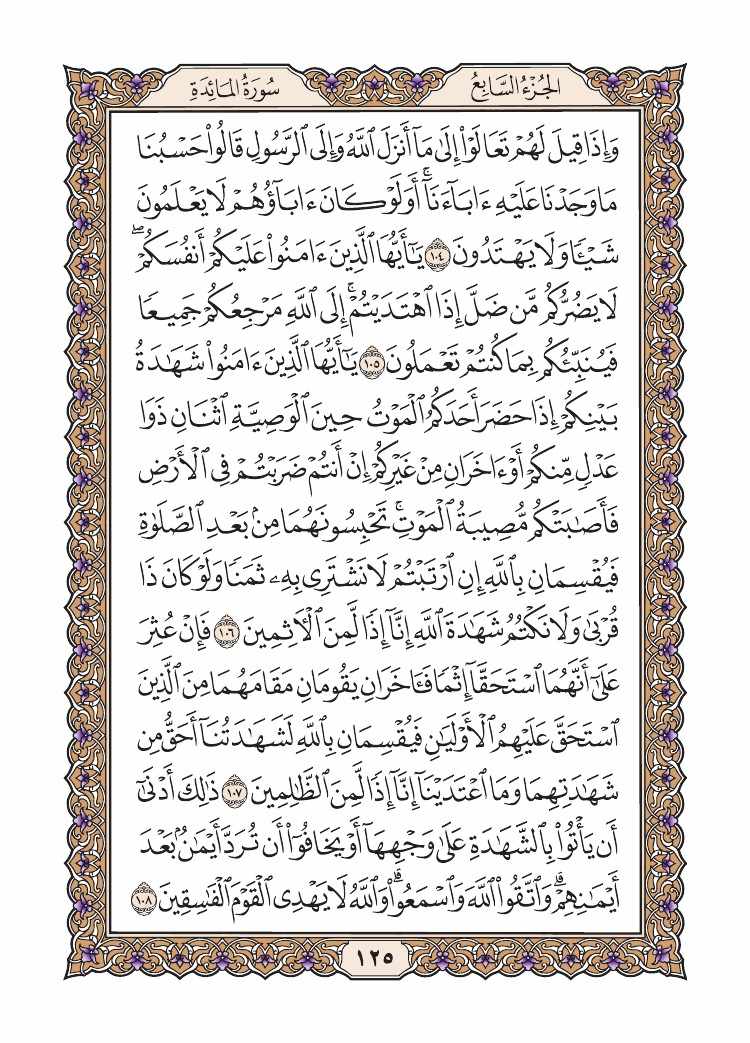 الجُزْءُ السَّابِعُ
سُورَةُ المَائِدَةِ
وَإِذَا قِيلَ لَهُمْ تَعَالَوْا۟ إِلَىٰ مَآ أَنزَلَ ٱللَّهُ وَإِلَى ٱلرَّسُولِ قَالُوا۟ حَسْبُنَا
مَا وَجَدْنَا عَلَيْهِ ءَابَآءَنَآ ۚ أَوَلَوْ كَانَ ءَابَآؤُهُمْ لَا يَعْلَمُونَ
شَيْـًٔا وَلَا يَهْتَدُونَ ١٠٤ يَـٰٓأَيُّهَا ٱلَّذِينَ ءَامَنُوا۟ عَلَيْكُمْ أَنفُسَكُمْ ۖ
لَا يَضُرُّكُم مَّن ضَلَّ إِذَا ٱهْتَدَيْتُمْ ۚ إِلَى ٱللَّهِ مَرْجِعُكُمْ جَمِيعًا
فَيُنَبِّئُكُم بِمَا كُنتُمْ تَعْمَلُونَ ١٠٥ يَـٰٓأَيُّهَا ٱلَّذِينَ ءَامَنُوا۟ شَهَـٰدَةُ
بَيْنِكُمْ إِذَا حَضَرَ أَحَدَكُمُ ٱلْمَوْتُ حِينَ ٱلْوَصِيَّةِ ٱثْنَانِ ذَوَا
عَدْلٍ مِّنكُمْ أَوْ ءَاخَرَانِ مِنْ غَيْرِكُمْ إِنْ أَنتُمْ ضَرَبْتُمْ فِى ٱلْأَرْضِ
فَأَصَـٰبَتْكُم مُّصِيبَةُ ٱلْمَوْتِ ۚ تَحْبِسُونَهُمَا مِنۢ بَعْدِ ٱلصَّلَوٰةِ
فَيُقْسِمَانِ بِٱللَّهِ إِنِ ٱرْتَبْتُمْ لَا نَشْتَرِى بِهِۦ ثَمَنًا وَلَوْ كَانَ ذَا
قُرْبَىٰ وَلَا نَكْتُمُ شَهَـٰدَةَ ٱللَّهِ إِنَّآ إِذًا لَّمِنَ ٱلْـَٔاثِمِينَ ١٠٦ فَإِنْ عُثِرَ
عَلَىٰٓ أَنَّهُمَا ٱسْتَحَقَّآ إِثْمًا فَـَٔاخَرَانِ يَقُومَانِ مَقَامَهُمَا مِنَ ٱلَّذِينَ
ٱسْتَحَقَّ عَلَيْهِمُ ٱلْأَوْلَيَـٰنِ فَيُقْسِمَانِ بِٱللَّهِ لَشَهَـٰدَتُنَآ أَحَقُّ مِن
شَهَـٰدَتِهِمَا وَمَا ٱعْتَدَيْنَآ إِنَّآ إِذًا لَّمِنَ ٱلظَّـٰلِمِينَ ١٠٧ ذَٰلِكَ أَدْنَىٰٓ
أَن يَأْتُوا۟ بِٱلشَّهَـٰدَةِ عَلَىٰ وَجْهِهَآ أَوْ يَخَافُوٓا۟ أَن تُرَدَّ أَيْمَـٰنٌۢ بَعْدَ
أَيْمَـٰنِهِمْ ۗ وَٱتَّقُوا۟ ٱللَّهَ وَٱسْمَعُوا۟ ۗ وَٱللَّهُ لَا يَهْدِى ٱلْقَوْمَ ٱلْفَـٰسِقِينَ ١٠٨
١٢٥